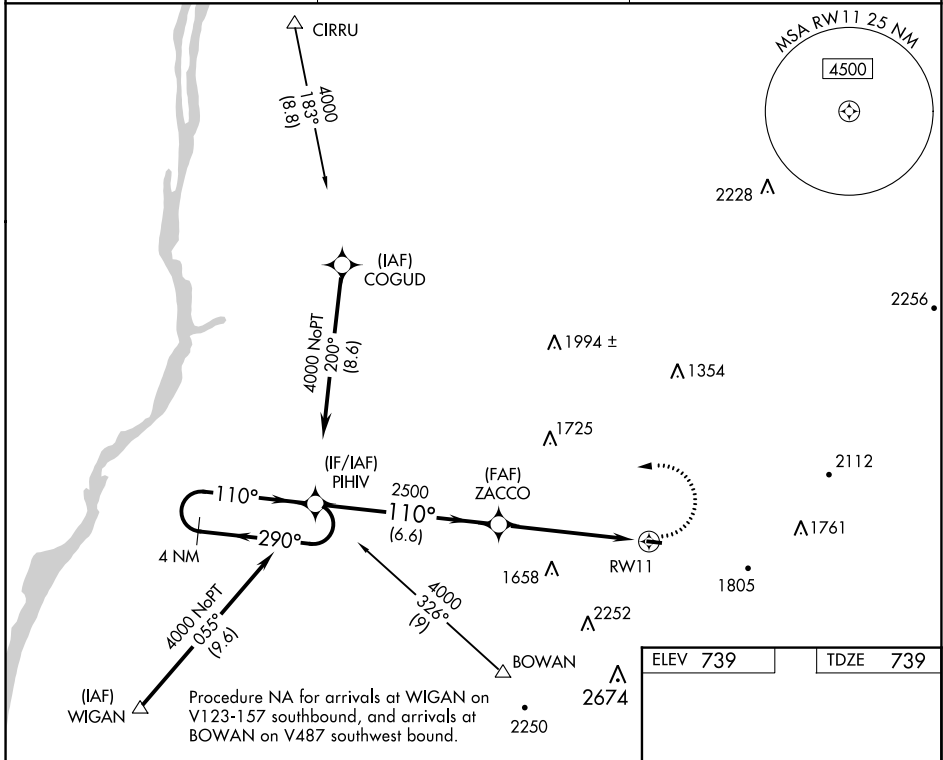 CIRRU
MSA RW11 25 NM
4500
4000
183°
(8.8)
2228
(IAF)
COGUD
2256
4000 NoPT
200°
(8.6)
1994 ±
1354
1725
(IF/IAF)
PIHIV
(FAF)
ZACCO
2112
110°
2500
110°
(6.6)
1761
290°
4 NM
RW11
1658
1805
4000
326°
(9)
4000 NoPT
055°
(9.6)
2252
BOWAN
ELEV 739
TDZE 739
2674
(IAF)
WIGAN
Procedure NA for arrivals at WIGAN on
V123-157 southbound, and arrivals at
BOWAN on V487 southwest bound.
2250